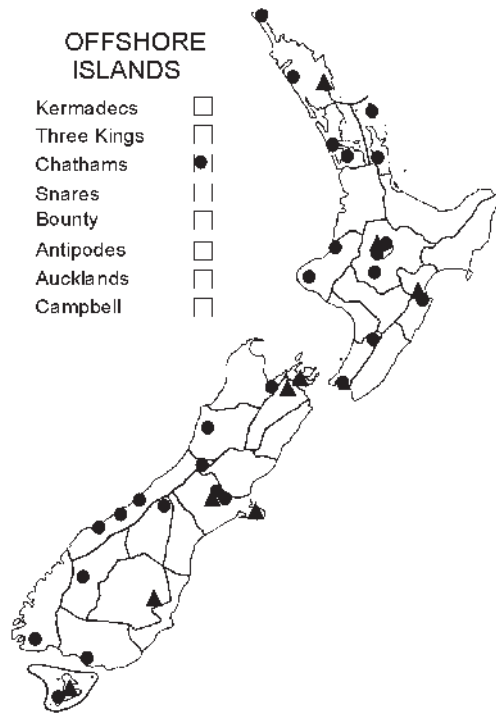 OFFSHORE
ISLANDS
Kermadecs
Three Kings
Chathams
Snares
Bounty
Antipodes
Aucklands
Campbell